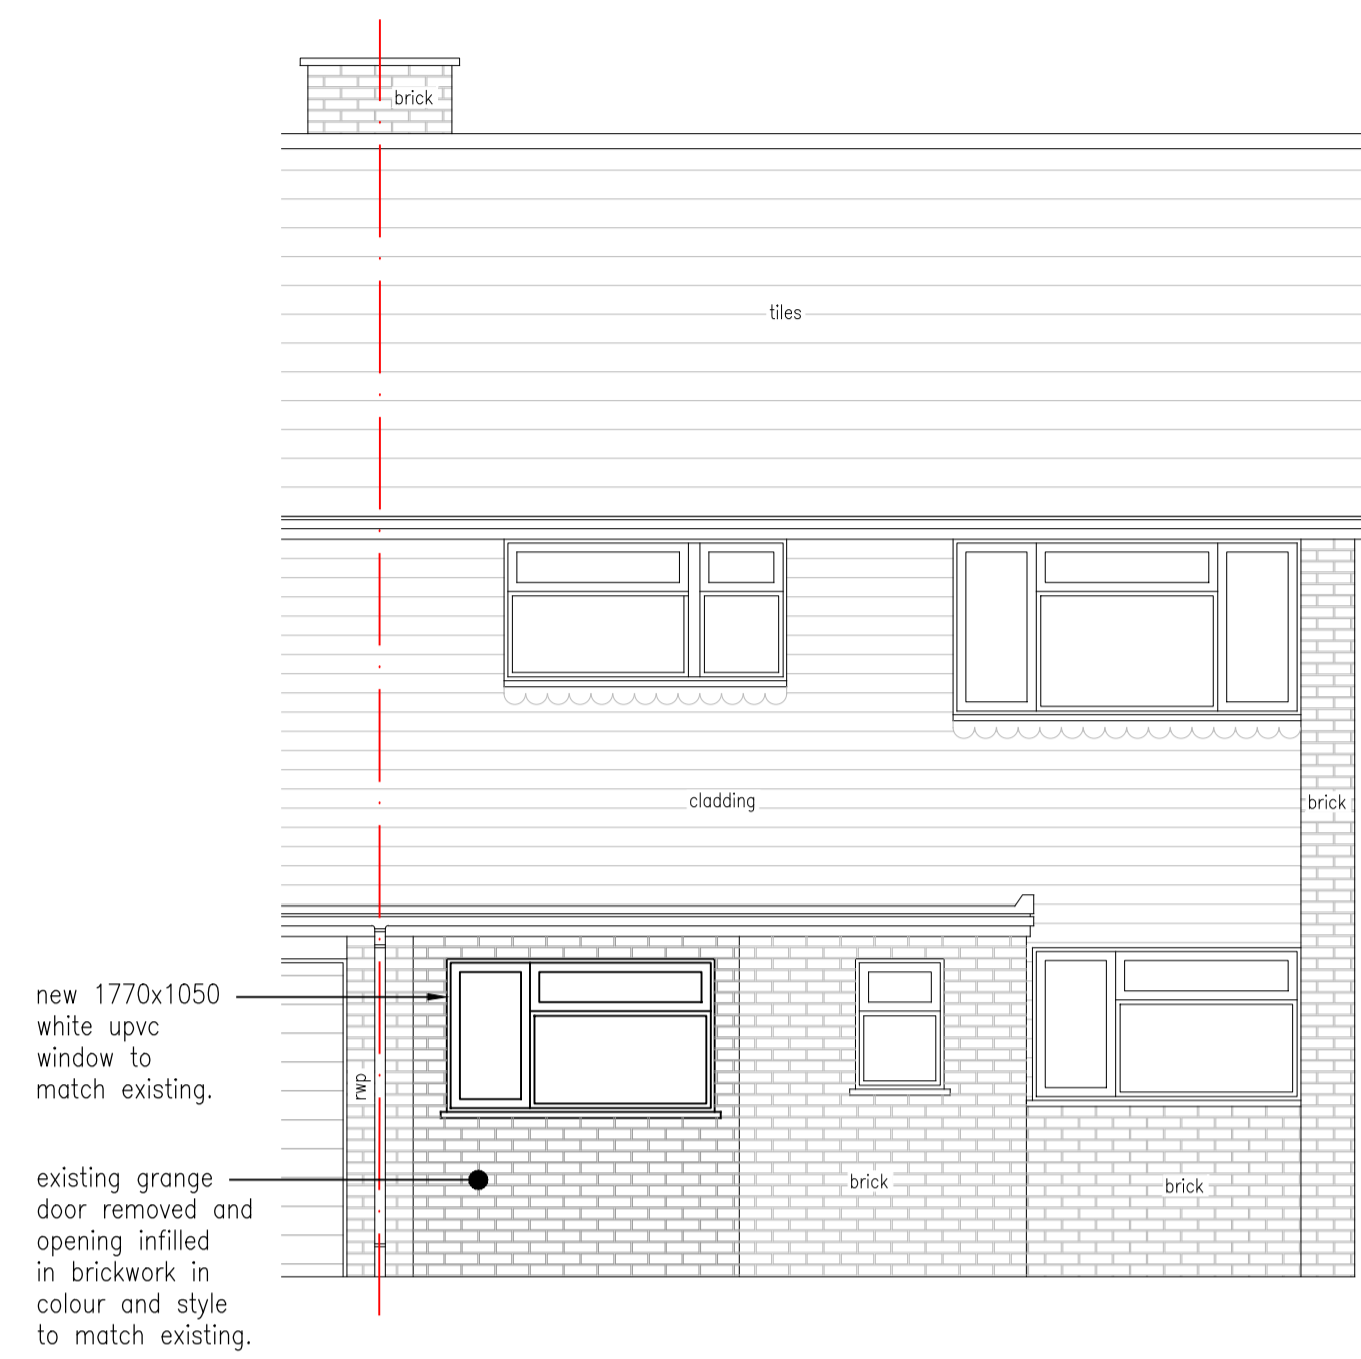 brick
tiles
cladding
brick
new 1770x1050
white upvc
window to
match existing.
rwp
existing grange
door removed and
opening infilled
in brickwork in
colour and style
to match existing.
brick
brick